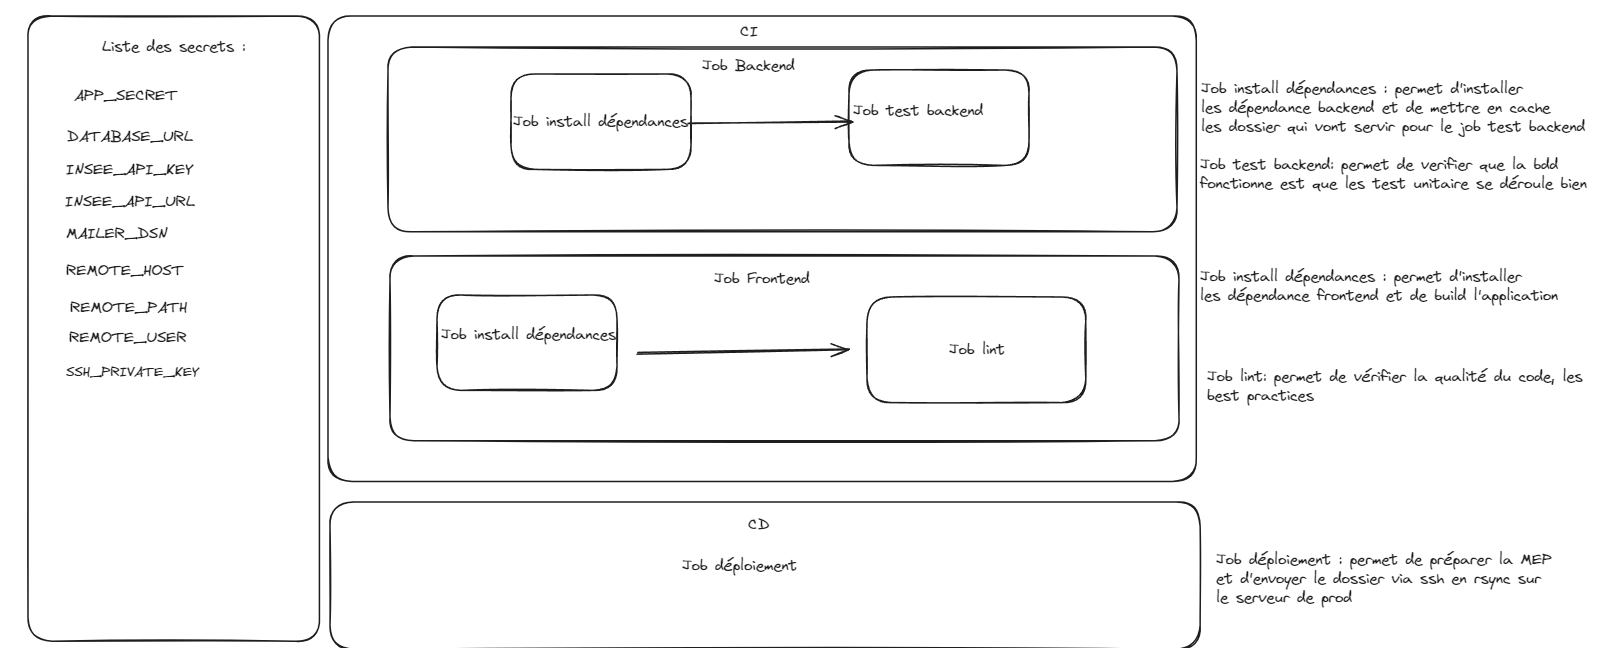 Liste des secrets :
APP_SECRET
DATABASE_URL
INSEE_API_KEY
INSEE_API_URL
MAILER_DSN
REMOTE_HOST
REMOTE_PATH
REMOTE_USER
SSH_PRIVATE_KEY
CI
Job Backend
Job install dépendances
Job test backend
Job install dépendances : permet d'installer
les dépendance backend et de mettre en cache
les dossier qui vont servir pour le job test backend
Job test backend: permet de verifier que la bdd
fonctionne est que les test unitaire se déroule bien
Job Frontend
Job install dépendances
Job lint
Job install dépendances : permet d'installer
les dépendance frontend et de build l'application
Job lint: permet de vérifier la qualité du code, les
best practices
CD
Job déploiement
Job déploiement : permet de préparer la MEP
et d'envoyer le dossier via ssh en rsync sur
le serveur de prod